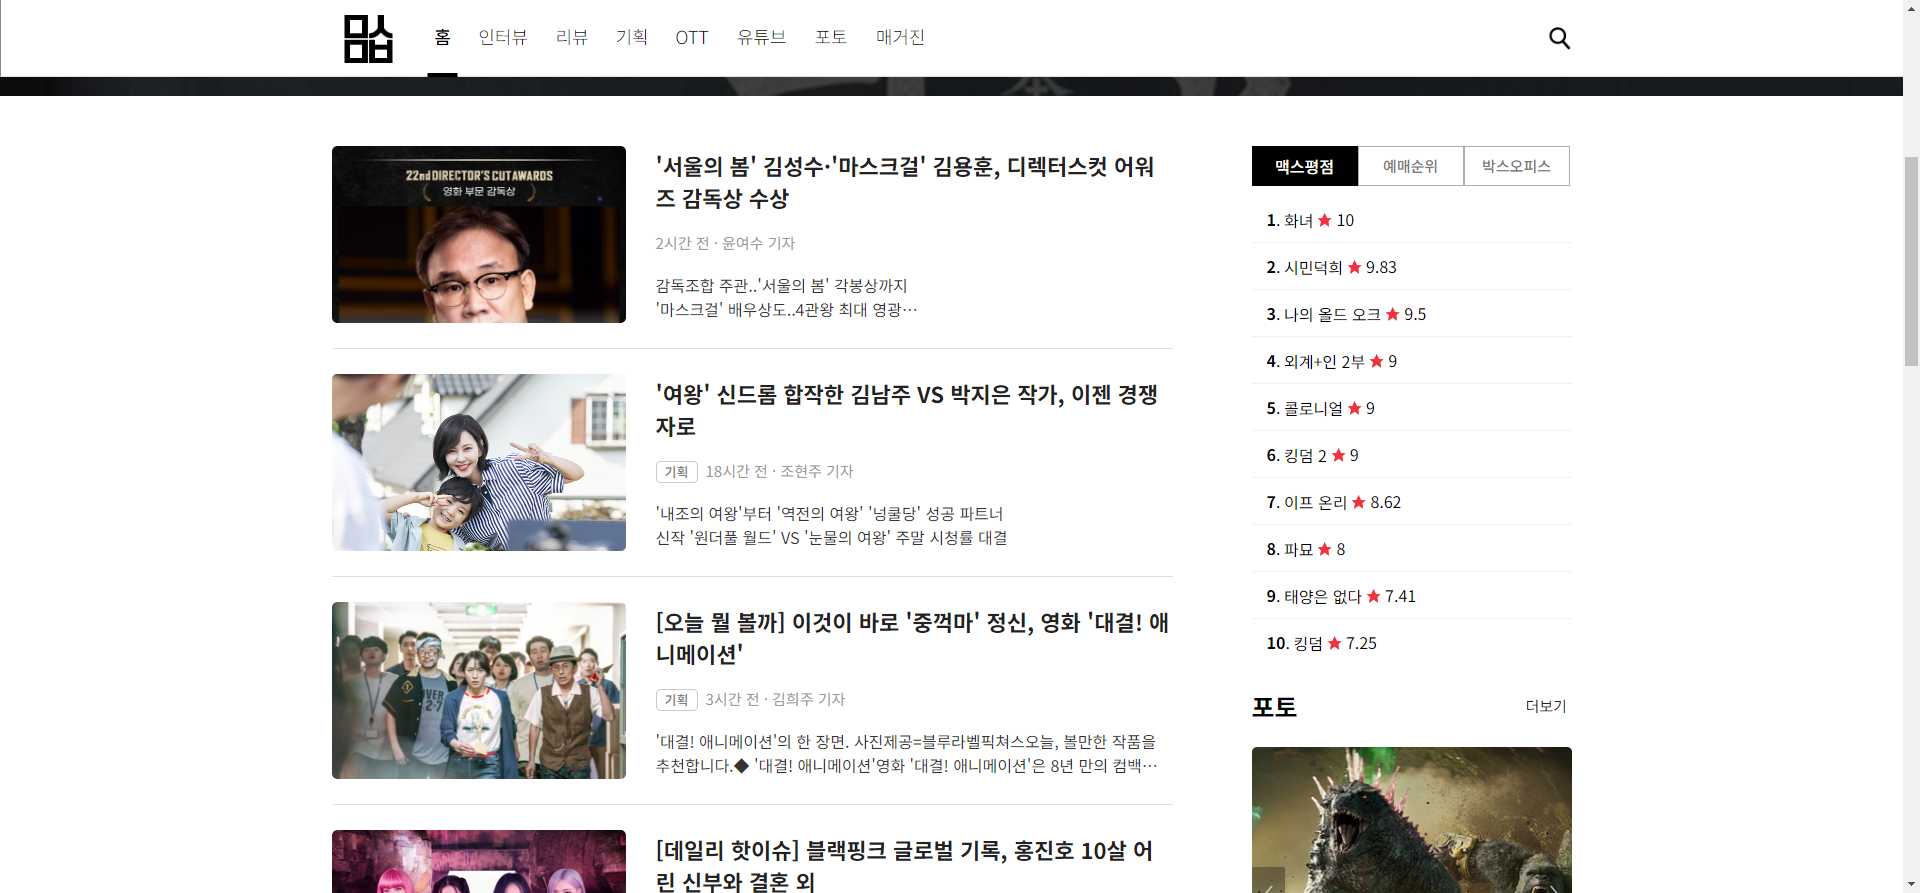 맥스무비
홈 인터뷰 리뷰 기획 OTT 유튜브 포토 매거진
22nd DIRECTOR'S CUT AWARDS
영화 부문 감독상
'서울의 봄' 김성수·'마스크걸' 김용훈, 디렉터스컷 어워
즈 감독상 수상
2시간 전 · 윤여수 기자
감독조합 주관..'서울의 봄' 각본상까지
'마스크걸' 배우상도..4관왕 최대 영광…
'여왕' 신드롬 합작한 김남주 VS 박지은 작가, 이젠 경쟁
자로
기획 18시간 전 · 조현주 기자
'내조의 여왕'부터 '역전의 여왕' '넝쿨당' 성공 파트너
신작 '원더풀 월드' VS '눈물의 여왕' 주말 시청률 대결
[오늘 뭘 볼까] 이것이 바로 '중꺾마' 정신, 영화 '대결! 애
니메이션'
기획 3시간 전 · 김희주 기자
'대결! 애니메이션'의 한 장면. 사진제공=블루라벨픽쳐스오늘, 볼만한 작품을
추천합니다.◆ '대결! 애니메이션'영화 '대결! 애니메이션'은 8년 만의 컴백…
[데일리 핫이슈] 블랙핑크 글로벌 기록, 홍진호 10살 어
린 신부와 결혼 외
맥스평점 예매순위 박스오피스
1. 화녀 ★ 10
2. 시민덕희 ★ 9.83
3. 나의 올드 오크 ★ 9.5
4. 외계+인 2부 ★ 9
5. 콜로니얼 ★ 9
6. 킹덤 2 ★ 9
7. 이프 온리 ★ 8.62
8. 파묘 ★ 8
9. 태양은 없다 ★ 7.41
10. 킹덤 ★ 7.25
포토 더보기